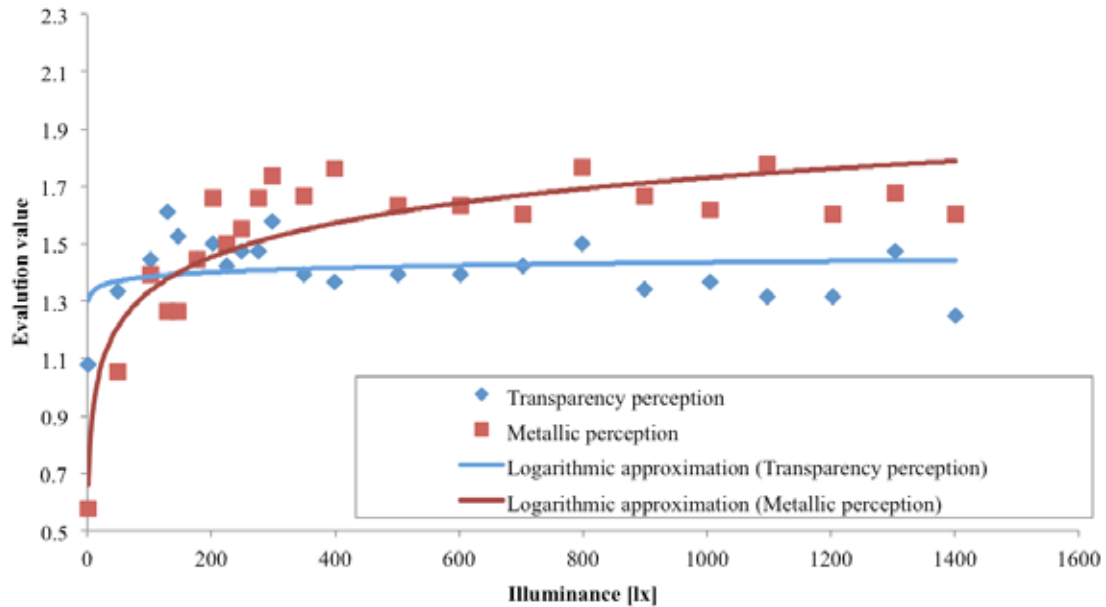 2.3
2.1
1.9
1.7
1.5
1.3
1.1
0.9
0.7
0.5
Evalution value
Transparency perception
Metallic perception
Logarithmic approximation (Transparency perception)
Logarithmic approximation (Metallic perception)
0 200 400 600 800 1000 1200 1400 1600
Illuminance [lx]